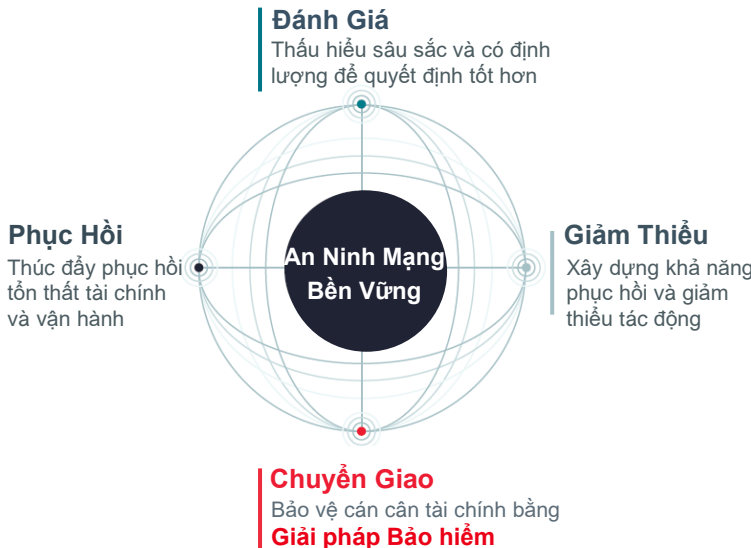 Đánh Giá
Thấu hiểu sâu sắc và có định
lượng để quyết định tốt hơn
Phục Hồi
Thúc đẩy phục hồi
tổn thất tài chính
và vận hành
An Ninh Mạng
Bền Vững
Giảm Thiểu
Xây dựng khả năng
phục hồi và giảm
thiểu tác động
Chuyển Giao
Bảo vệ cán cân tài chính bằng
Giải pháp Bảo hiểm